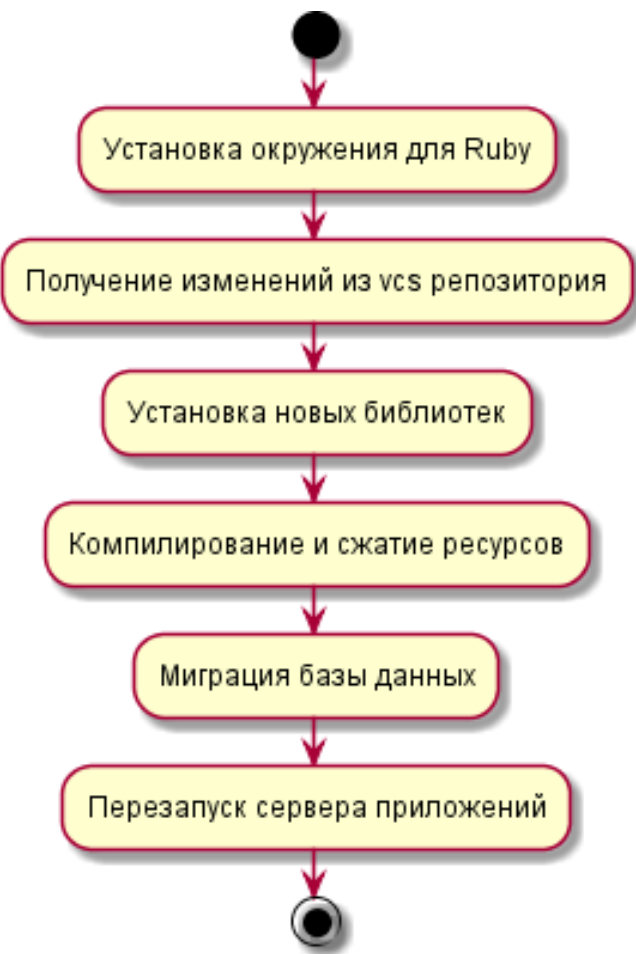 Установка окружения для Ruby
Получение изменений из vcs репозитория
Установка новых библиотек
Компилирование и сжатие ресурсов
Миграция базы данных
Перезапуск сервера приложений